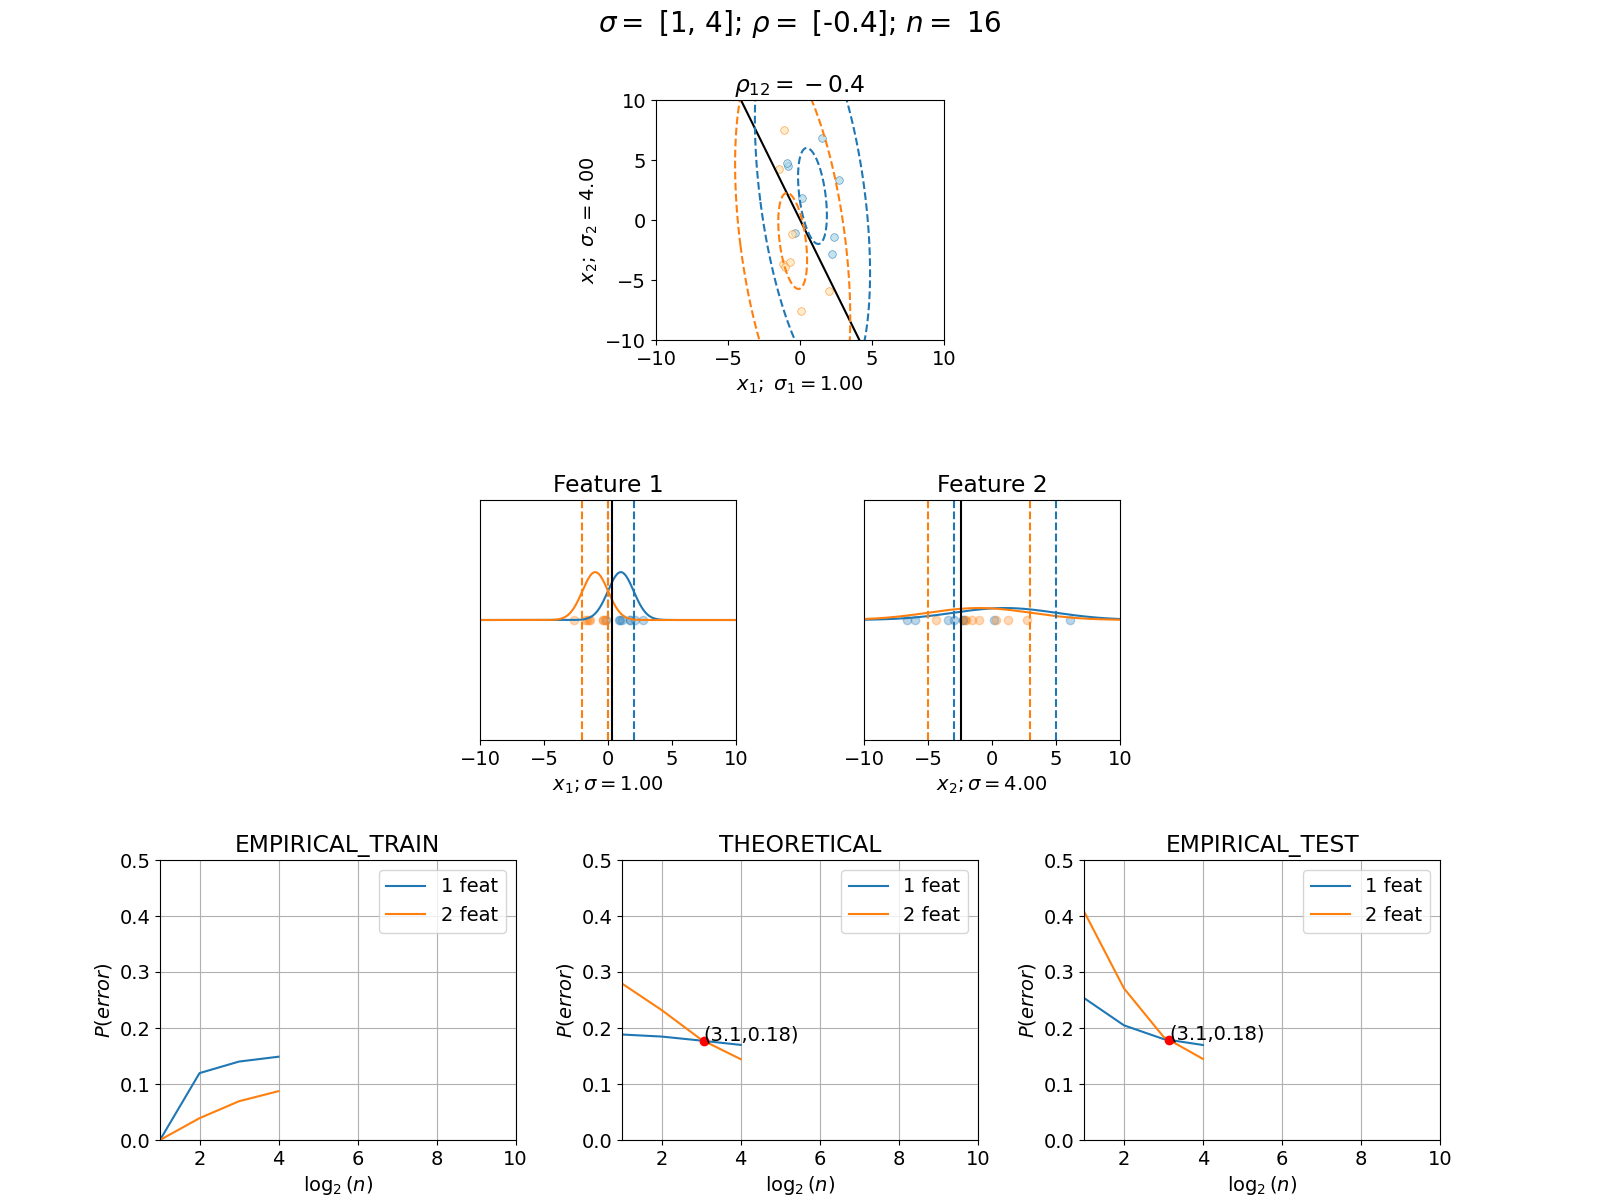 σ = [1, 4]; ρ = [-0.4]; n = 16
ρ₁₂ = −0.4
10
5
0
−5
−10
x₂; σ₂ = 4.00
−10 −5 0 5 10
x₁; σ₁ = 1.00
Feature 1
−10 −5 0 5 10
x₁; σ = 1.00
Feature 2
−10 −5 0 5 10
x₂; σ = 4.00
EMPIRICAL_TRAIN
0.5
0.4
0.3
0.2
0.1
0.0
P(error)
1 feat
2 feat
2 4 6 8 10
log₂ (n)
THEORETICAL
0.5
0.4
0.3
0.2
0.1
0.0
P(error)
1 feat
2 feat
(3.1,0.18)
2 4 6 8 10
log₂ (n)
EMPIRICAL_TEST
0.5
0.4
0.3
0.2
0.1
0.0
P(error)
1 feat
2 feat
(3.1,0.18)
2 4 6 8 10
log₂ (n)